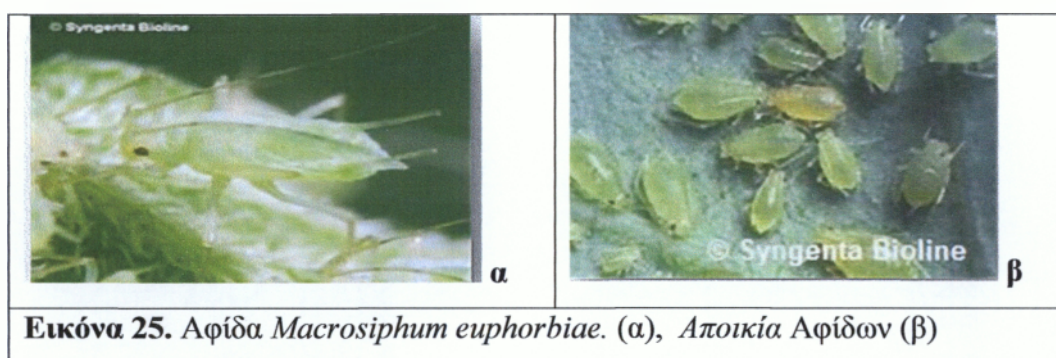 © Syngenta Bioline
© Syngenta Bioline
α
β
Εικόνα 25. Αφίδα Macrosiphum euphorbiae. (α), Αποικία Αφίδων (β)